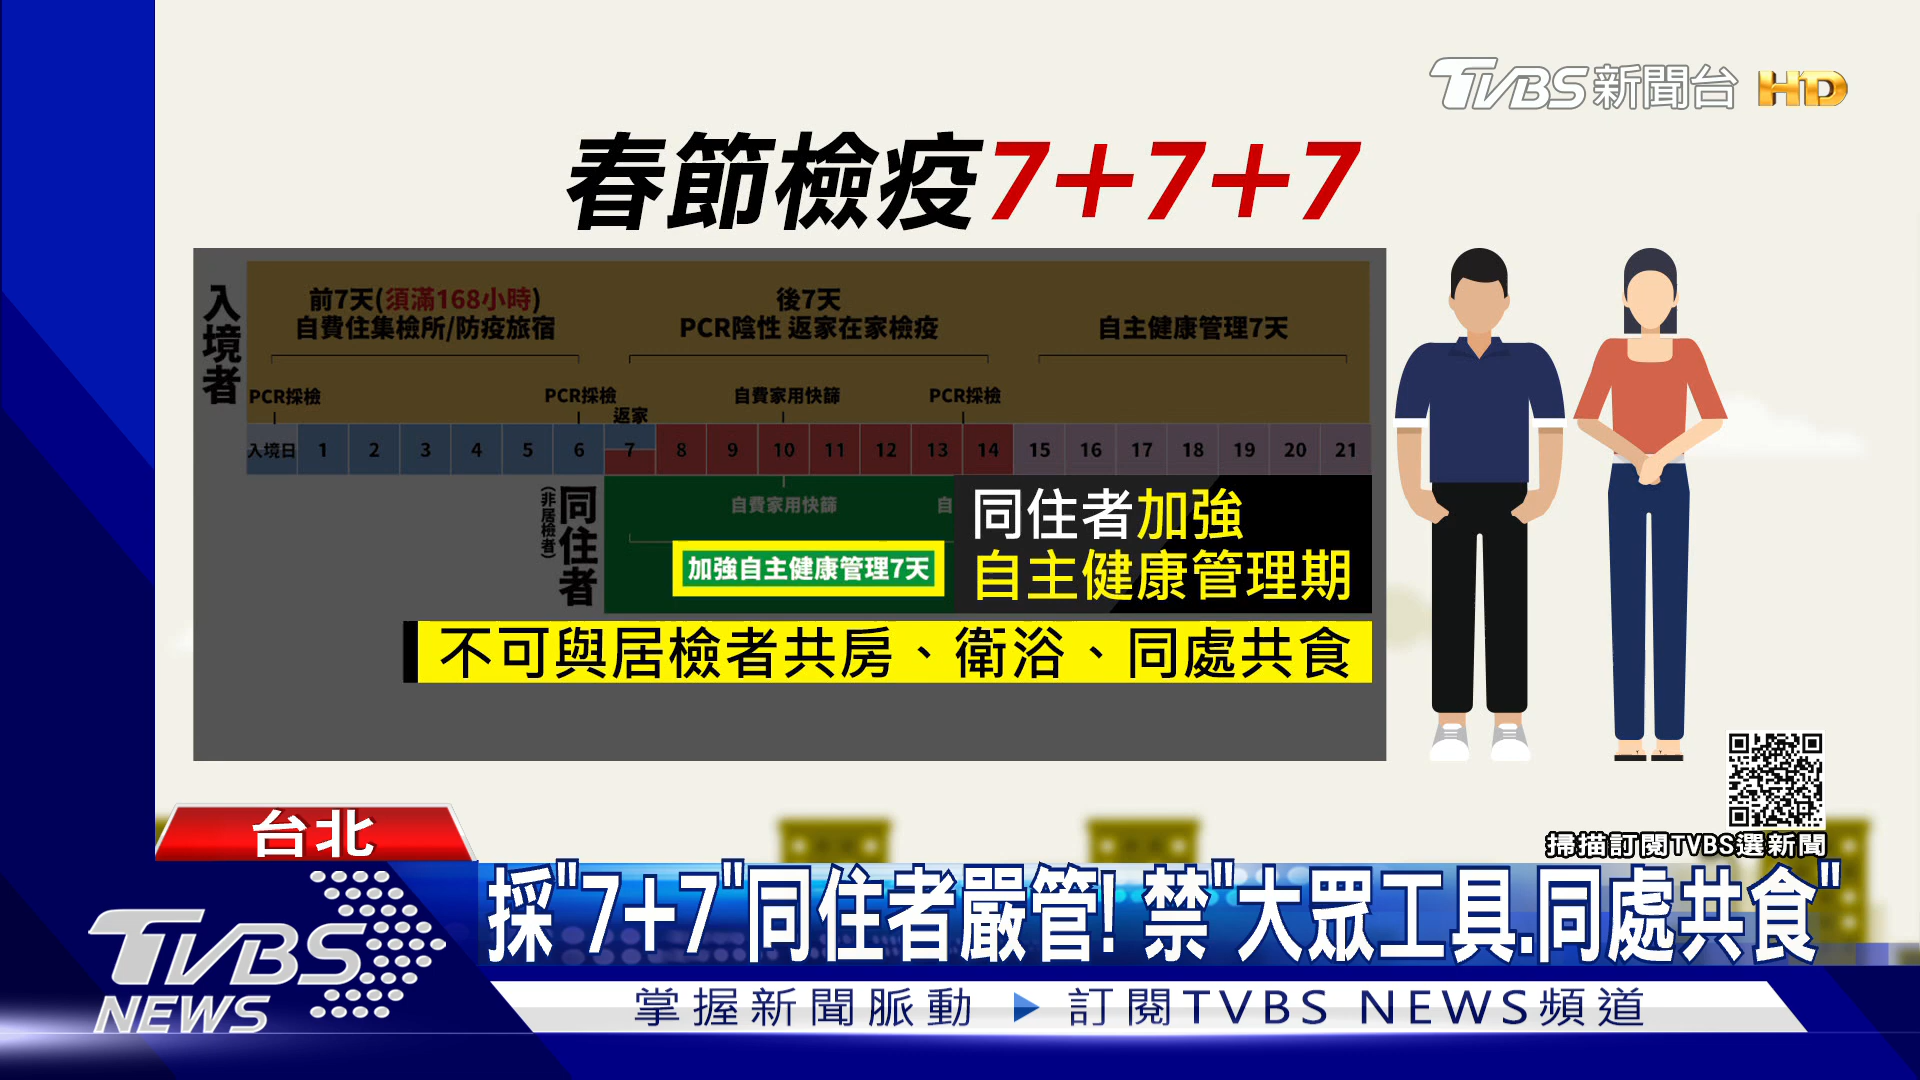 TVBS新聞台 HD
春節檢疫7+7+7
入境者
前7天(須滿168小時)
自費住集檢所/防疫旅宿
後7天
PCR陰性 返家在家檢疫
自主健康管理7天
PCR採檢
PCR採檢
返家
自費家用快篩
PCR採檢
入境日 1 2 3 4 5 6 7 8 9 10 11 12 13 14 15 16 17 18 19 20 21
同住者
(非居檢者)
自費家用快篩
自
加強自主健康管理7天
同住者加強
自主健康管理期
不可與居檢者共房、衛浴、同處共食
掃描訂閱TVBS選新聞
台北
採"7+7"同住者嚴管! 禁"大眾工具.同處共食"
TVBS
NEWS
掌握新聞脈動 ▶ 訂閱TVBS NEWS頻道